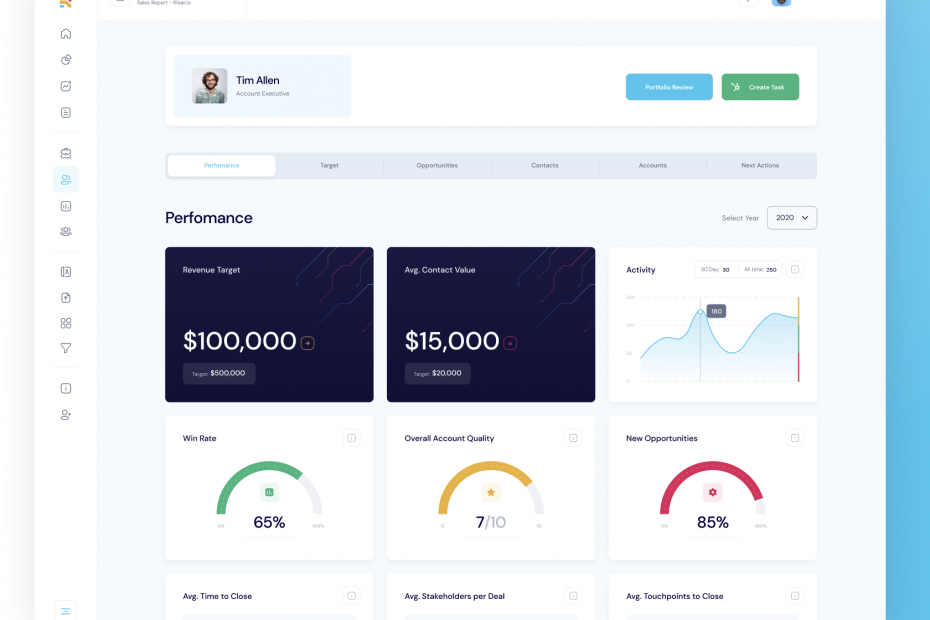 Sales Report - Risacio
Tim Allen
Account Executive
Portfolio Review
Create Task
Perfomance
Target
Opportunities
Contacts
Accounts
Next Actions
Perfomance
Select Year
2020
Revenue Target
$100,000
Target: $500,000
Avg. Contact Value
$15,000
Target: $20,000
Activity
30 Day: 30
All time: 250
180
100
50
0
Win Rate
0%
65%
100%
Overall Account Quality
0
7/10
10
New Opportunities
0%
85%
100%
Avg. Time to Close
Avg. Stakeholders per Deal
Avg. Touchpoints to Close